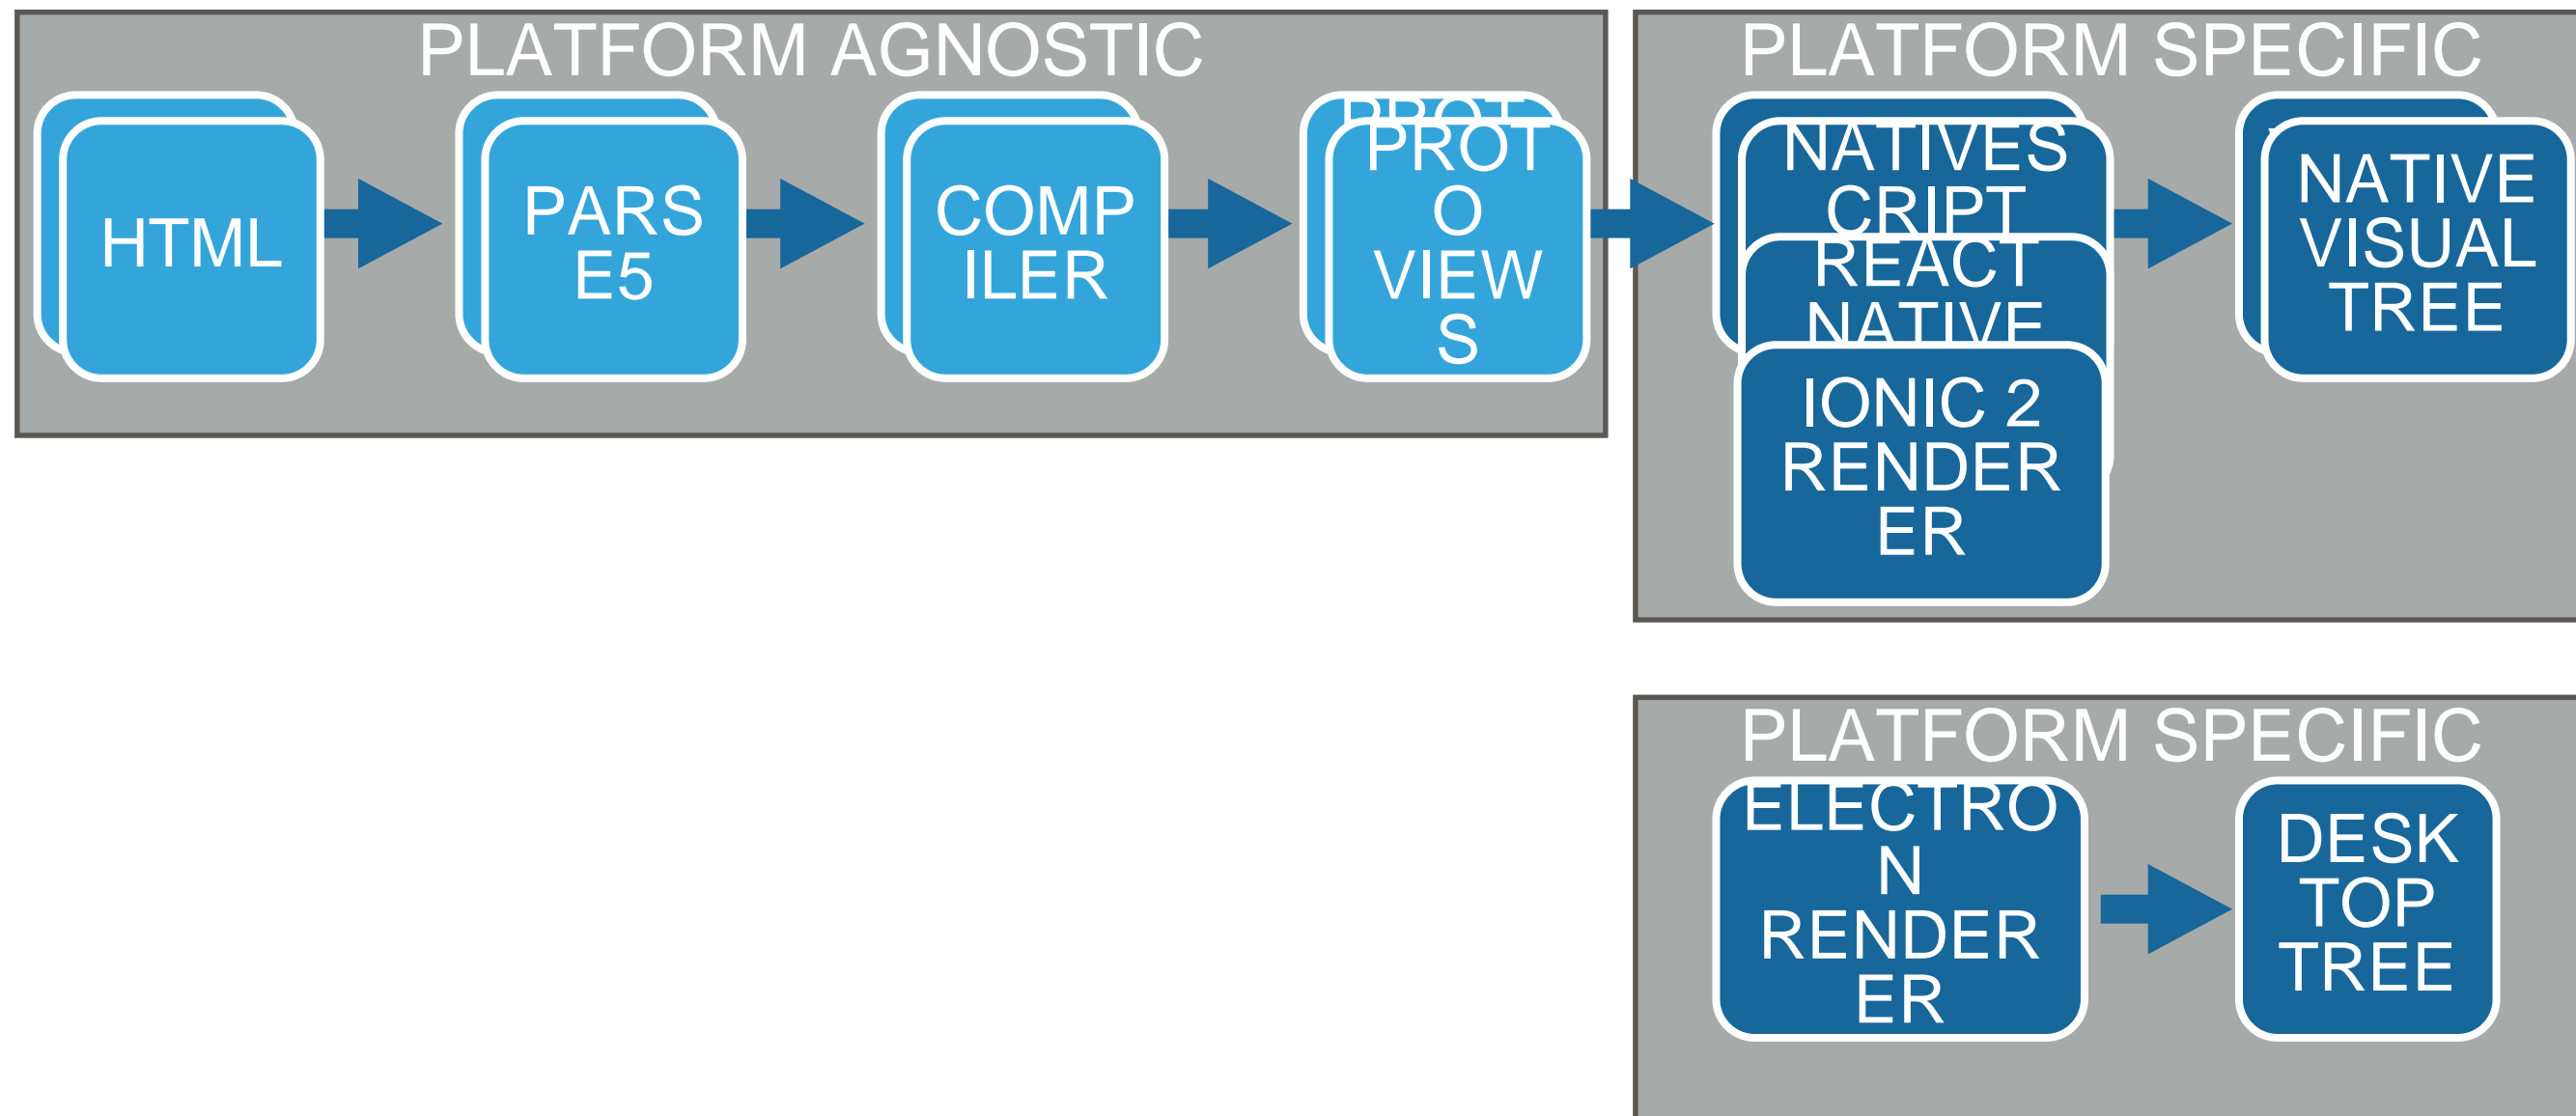 PLATFORM AGNOSTIC
HTML
PARS
E5
COMP
ILER
PROT
PROT
O
VIEW
S
PLATFORM SPECIFIC
NATIVES
CRIPT
REACT
NATIVE
IONIC 2
RENDER
ER
NATIVE
VISUAL
TREE
PLATFORM SPECIFIC
ELECTRO
N
RENDER
ER
DESK
TOP
TREE